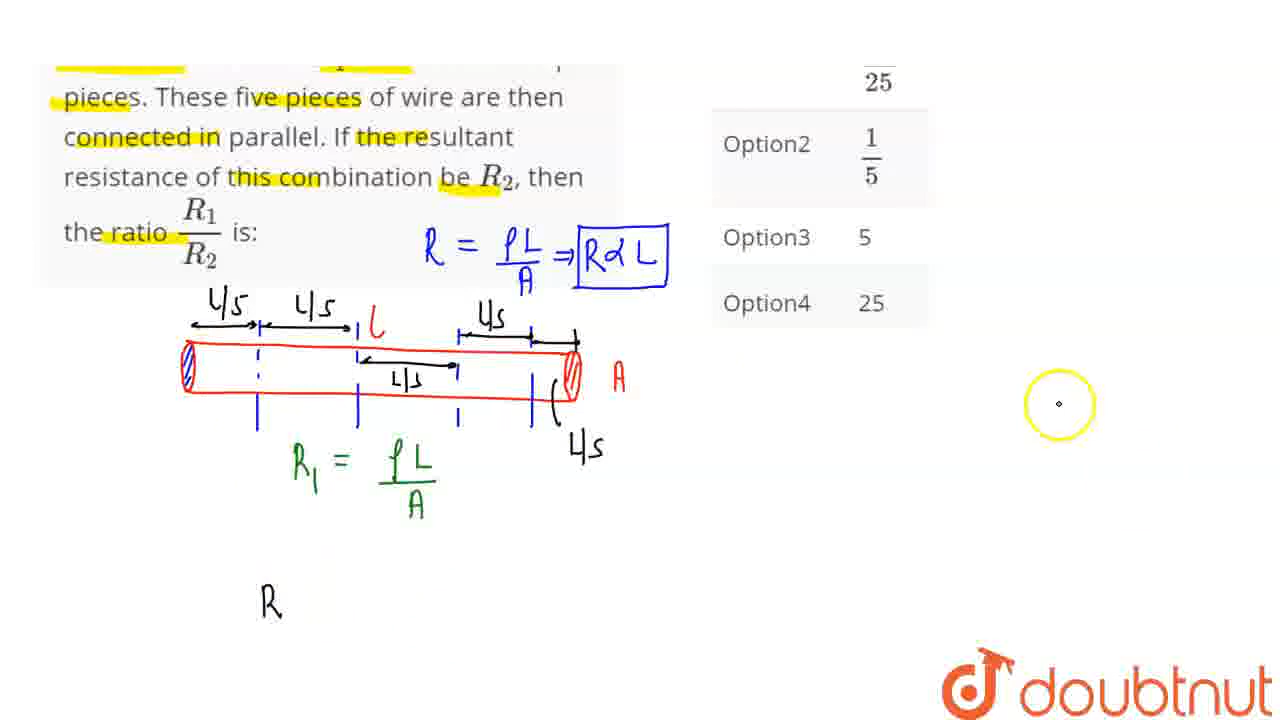 pieces. These five pieces of wire are then
connected in parallel. If the resultant
resistance of this combination be R₂, then
the ratio R₁/R₂ is:
25
Option2 1/5
Option3 5
Option4 25
R = ρL/A ⇒ R∝L
L/5 L/5 L L/5
L/5 A
L/5
R₁ = ρL/A
R
doubtnut